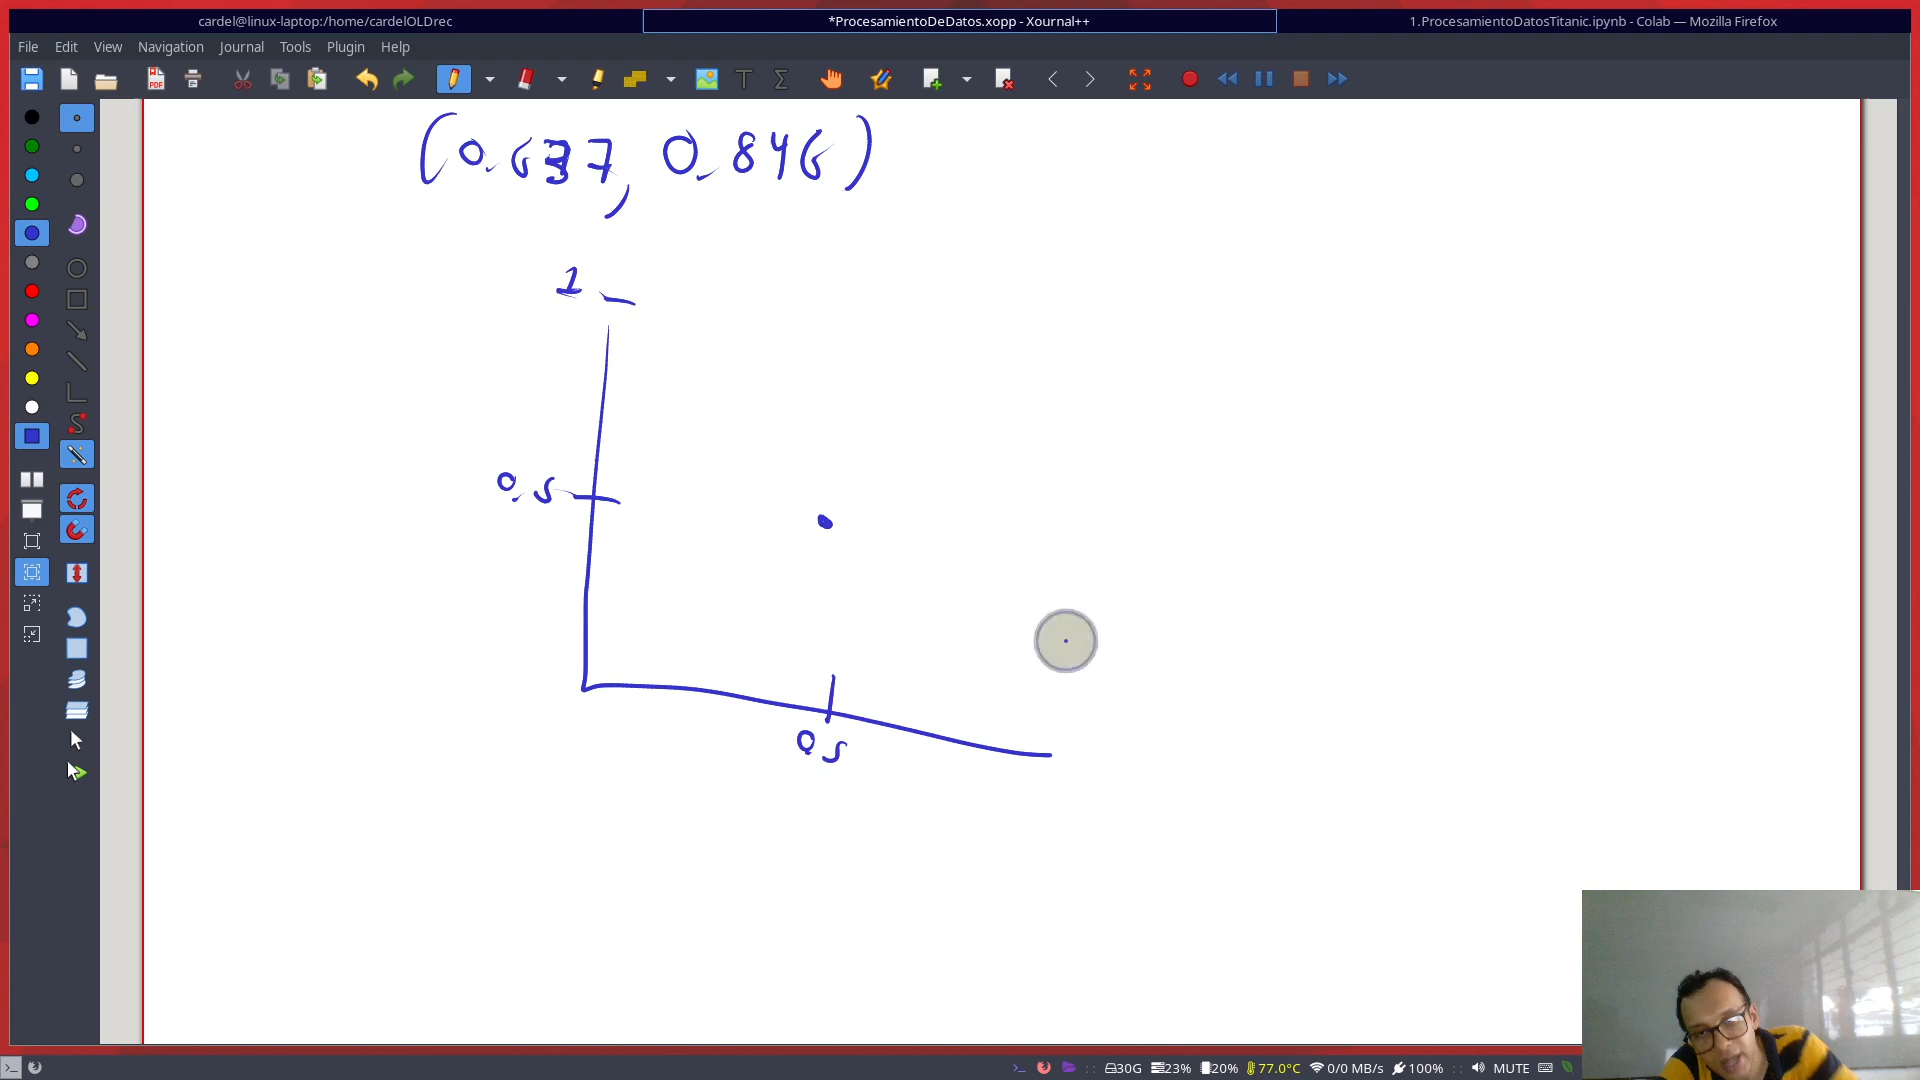 cardel@linux-laptop:/home/cardelOLDrec
*ProcesamientoDeDatos.xopp - Xournal++
1.ProcesamientoDatosTitanic.ipynb - Colab — Mozilla Firefox
File Edit View Navigation Journal Tools Plugin Help
(0.637, 0.846)
1
0.5
0.5
30G 23% 20% 77.0°C 0/0 MB/s 100% MUTE